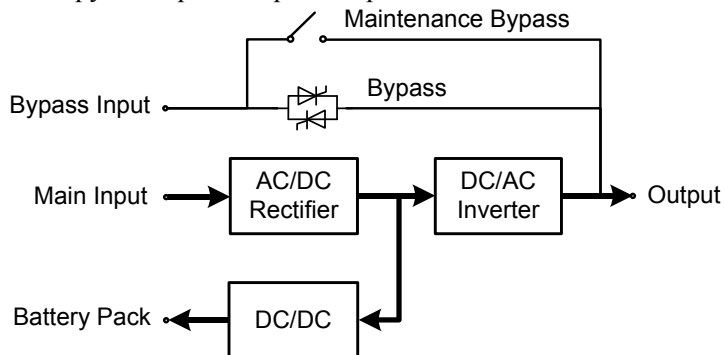 Maintenance Bypass
Bypass Input
Bypass
Main Input
AC/DC
Rectifier
DC/AC
Inverter
Output
Battery Pack
DC/DC